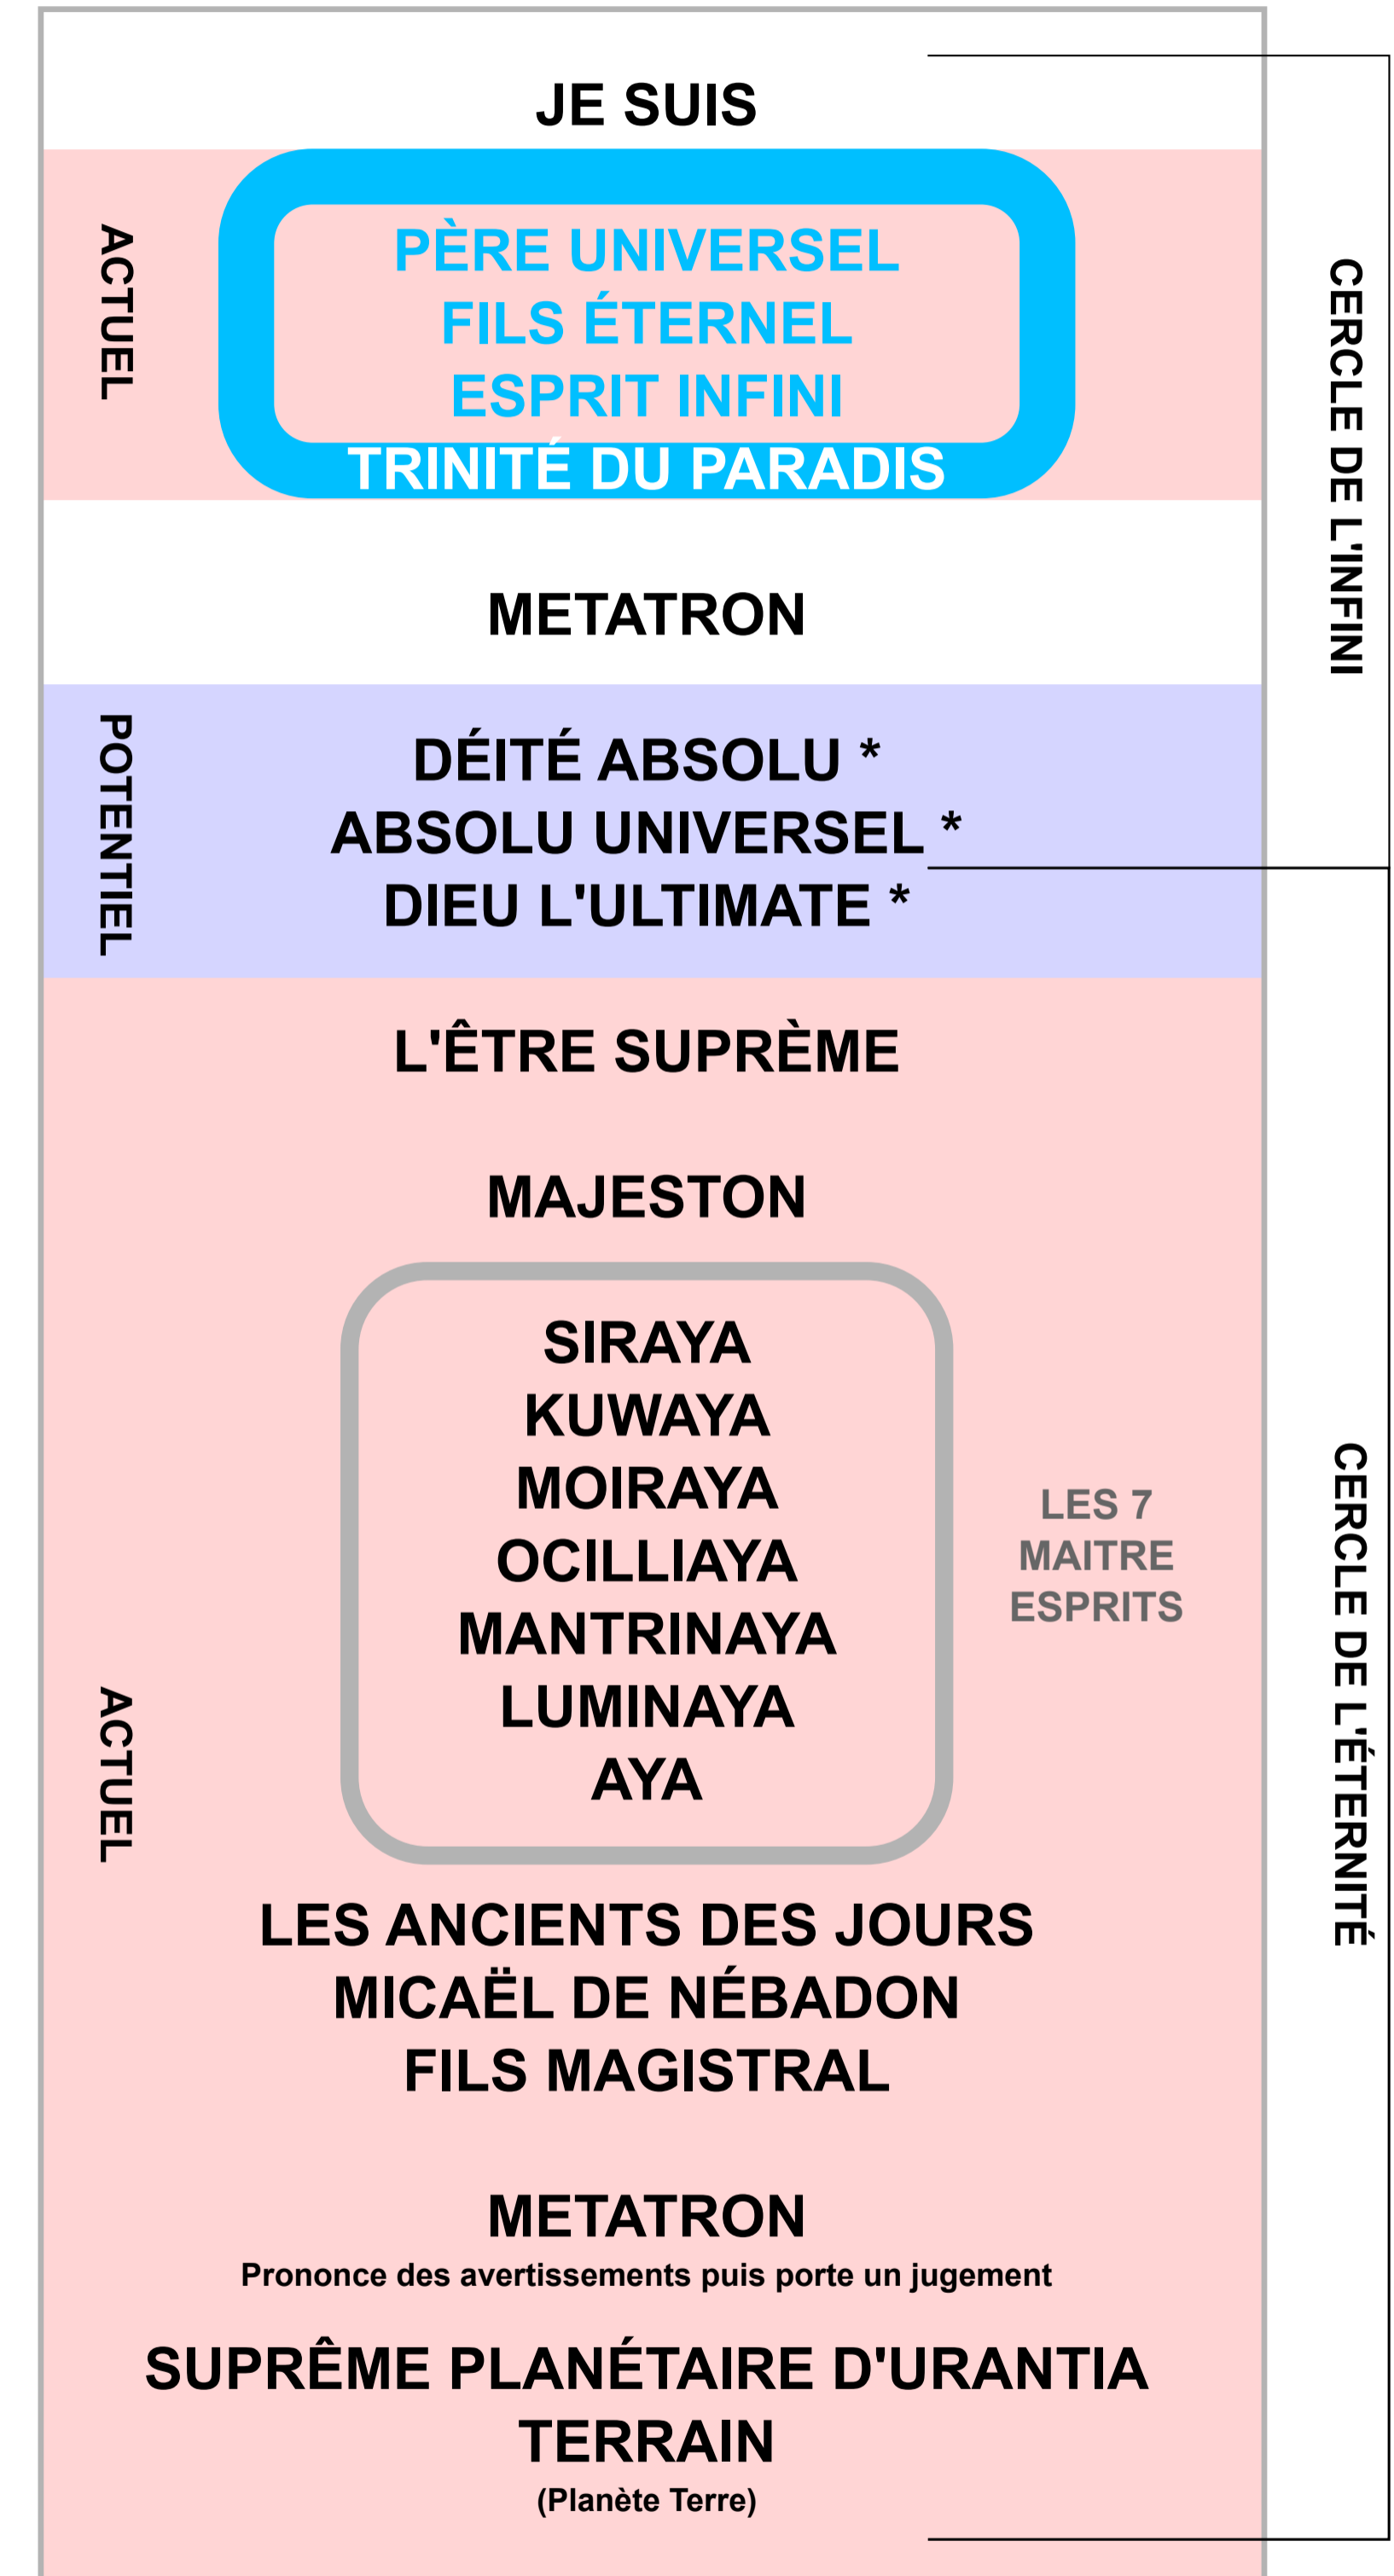 JE SUIS
ACTUEL
PÈRE UNIVERSEL
FILS ÉTERNEL
ESPRIT INFINI
TRINITÉ DU PARADIS
CERCLE DE L'INFINI
METATRON
POTENTIEL
DÉITÉ ABSOLU *
ABSOLU UNIVERSEL *
DIEU L'ULTIMATE *
L'ÊTRE SUPRÈME
MAJESTON
SIRAYA
KUWAYA
MOIRAYA
OCILLIAYA
MANTRINAYA
LUMINAYA
AYA
LES 7
MAITRE
ESPRITS
CERCLE DE L'ÉTERNITÉ
ACTUEL
LES ANCIENTS DES JOURS
MICAËL DE NÉBADON
FILS MAGISTRAL
METATRON
Prononce des avertissements puis porte un jugement
SUPRÊME PLANÉTAIRE D'URANTIA
TERRAIN
(Planète Terre)